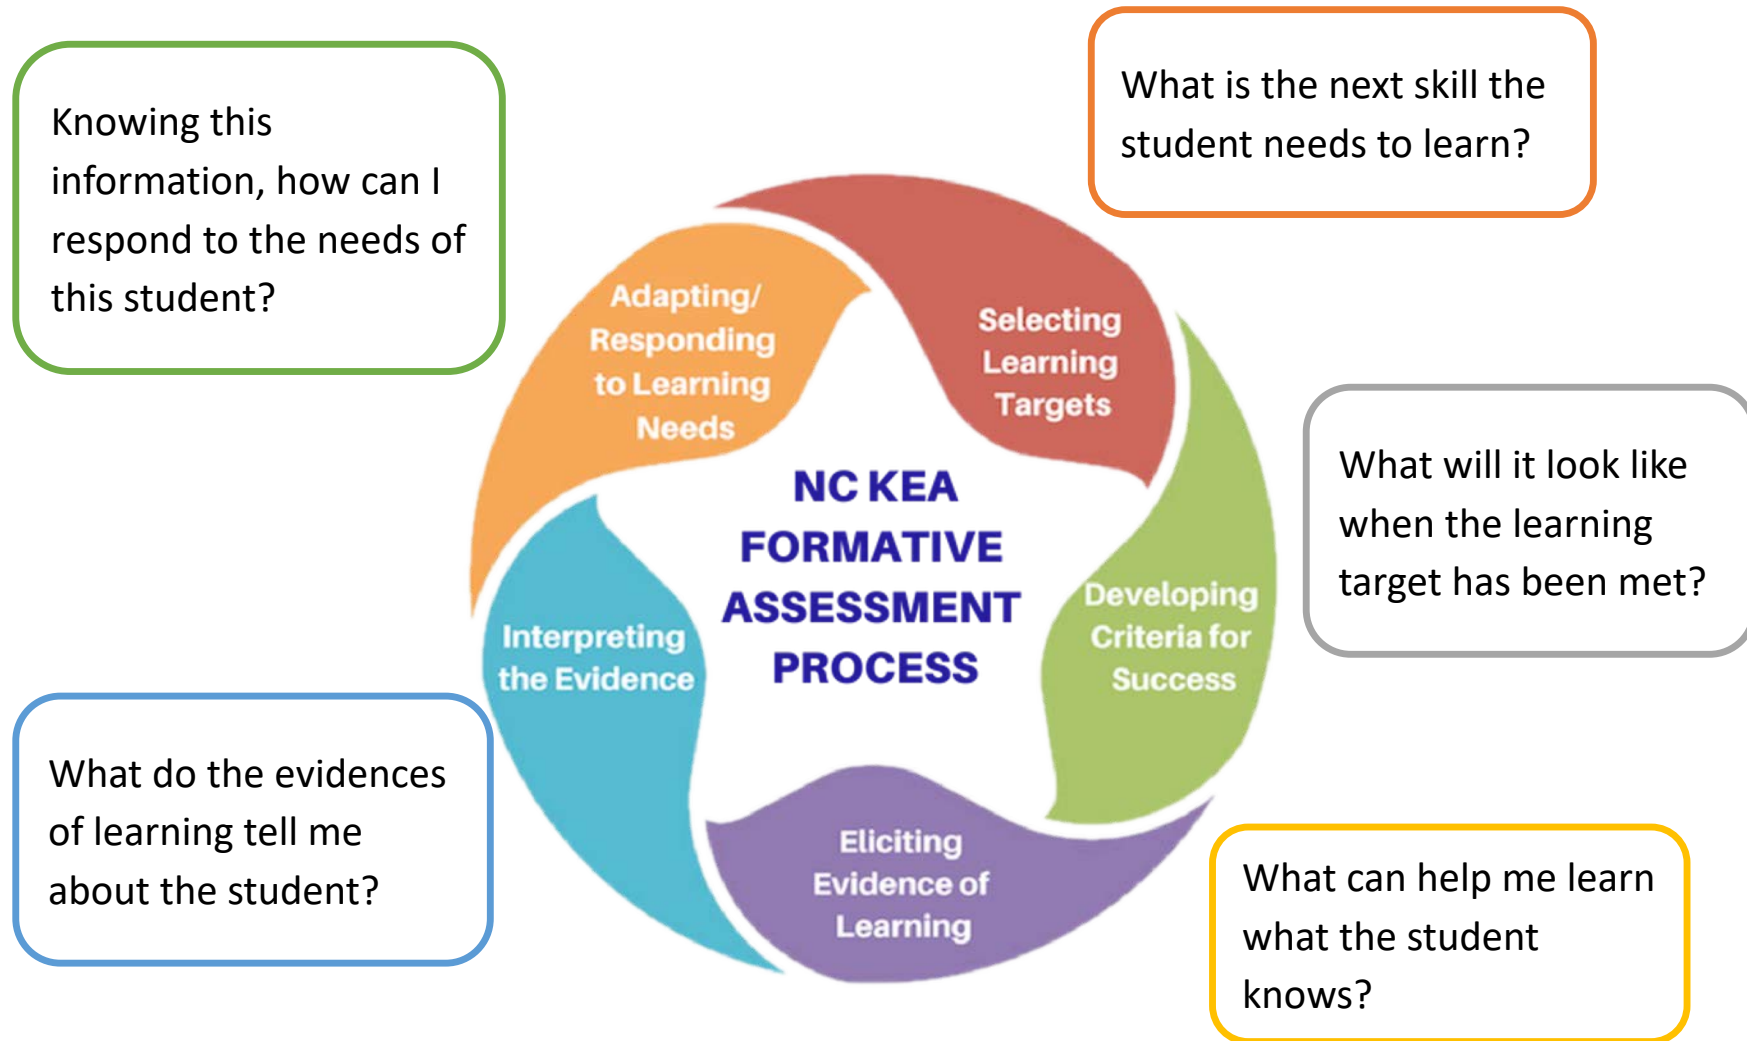 Knowing this
information, how can I
respond to the needs of
this student?
What is the next skill the
student needs to learn?
Adapting/
Responding
to Learning
Needs
Selecting
Learning
Targets
What will it look like
when the learning
target has been met?
NC KEA
FORMATIVE
ASSESSMENT
PROCESS
Developing
Criteria for
Success
Interpreting
the Evidence
What do the evidences
of learning tell me
about the student?
Eliciting
Evidence of
Learning
What can help me learn
what the student
knows?